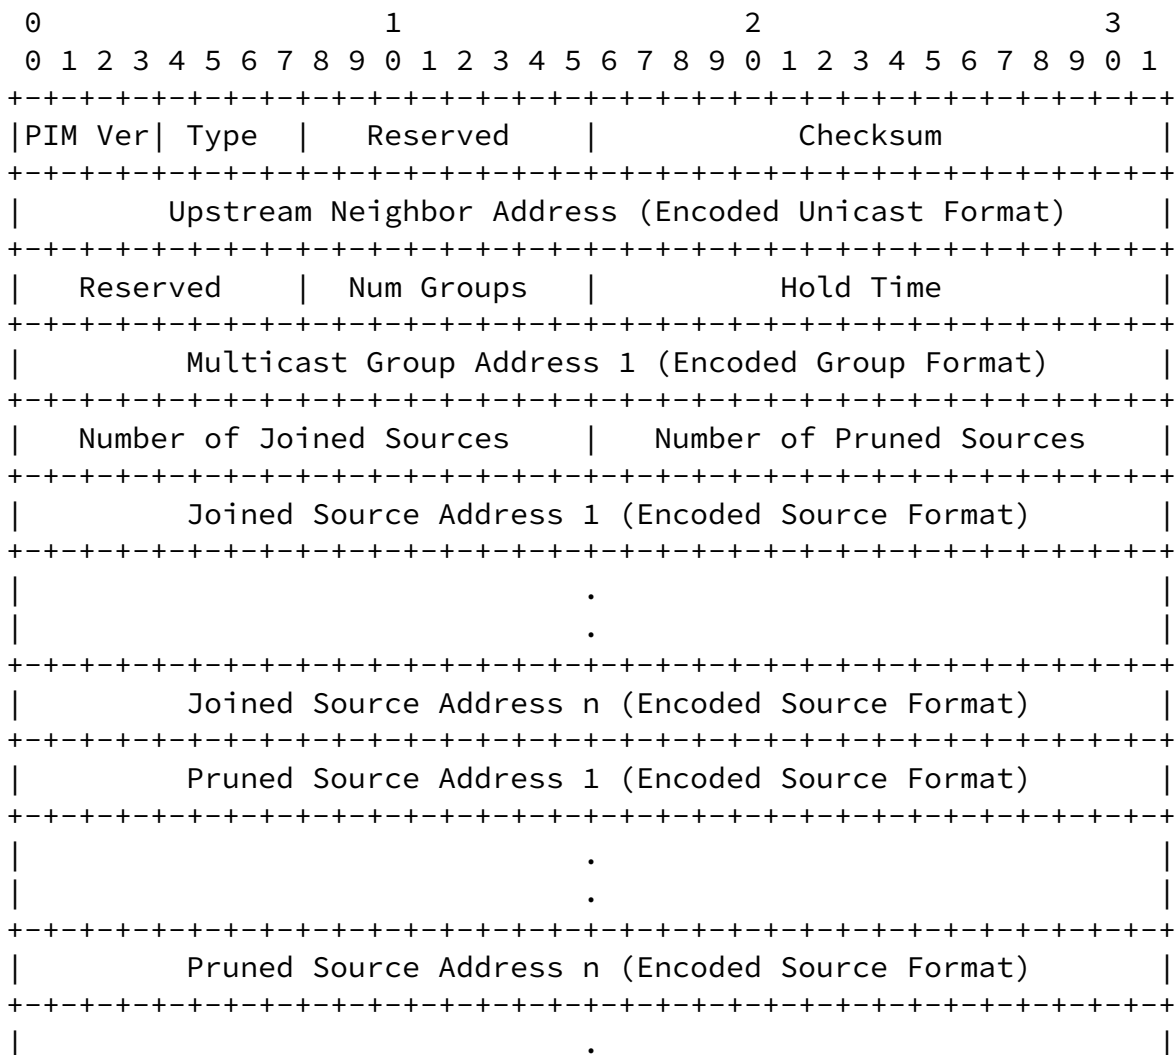 0                   1                   2                   3
 0 1 2 3 4 5 6 7 8 9 0 1 2 3 4 5 6 7 8 9 0 1 2 3 4 5 6 7 8 9 0 1
+-+-+-+-+-+-+-+-+-+-+-+-+-+-+-+-+-+-+-+-+-+-+-+-+-+-+-+-+-+-+-+-+
|PIM Ver| Type  |   Reserved    |           Checksum            |
+-+-+-+-+-+-+-+-+-+-+-+-+-+-+-+-+-+-+-+-+-+-+-+-+-+-+-+-+-+-+-+-+
|        Upstream Neighbor Address (Encoded Unicast Format)     |
+-+-+-+-+-+-+-+-+-+-+-+-+-+-+-+-+-+-+-+-+-+-+-+-+-+-+-+-+-+-+-+-+
|   Reserved    |  Num Groups   |          Hold Time            |
+-+-+-+-+-+-+-+-+-+-+-+-+-+-+-+-+-+-+-+-+-+-+-+-+-+-+-+-+-+-+-+-+
|         Multicast Group Address 1 (Encoded Group Format)      |
+-+-+-+-+-+-+-+-+-+-+-+-+-+-+-+-+-+-+-+-+-+-+-+-+-+-+-+-+-+-+-+-+
|   Number of Joined Sources    |   Number of Pruned Sources    |
+-+-+-+-+-+-+-+-+-+-+-+-+-+-+-+-+-+-+-+-+-+-+-+-+-+-+-+-+-+-+-+-+
|         Joined Source Address 1 (Encoded Source Format)       |
+-+-+-+-+-+-+-+-+-+-+-+-+-+-+-+-+-+-+-+-+-+-+-+-+-+-+-+-+-+-+-+-+
|                               .                               |
|                               .                               |
+-+-+-+-+-+-+-+-+-+-+-+-+-+-+-+-+-+-+-+-+-+-+-+-+-+-+-+-+-+-+-+-+
|         Joined Source Address n (Encoded Source Format)       |
+-+-+-+-+-+-+-+-+-+-+-+-+-+-+-+-+-+-+-+-+-+-+-+-+-+-+-+-+-+-+-+-+
|         Pruned Source Address 1 (Encoded Source Format)       |
+-+-+-+-+-+-+-+-+-+-+-+-+-+-+-+-+-+-+-+-+-+-+-+-+-+-+-+-+-+-+-+-+
|                               .                               |
|                               .                               |
+-+-+-+-+-+-+-+-+-+-+-+-+-+-+-+-+-+-+-+-+-+-+-+-+-+-+-+-+-+-+-+-+
|         Pruned Source Address n (Encoded Source Format)       |
+-+-+-+-+-+-+-+-+-+-+-+-+-+-+-+-+-+-+-+-+-+-+-+-+-+-+-+-+-+-+-+-+
|                               .                               |